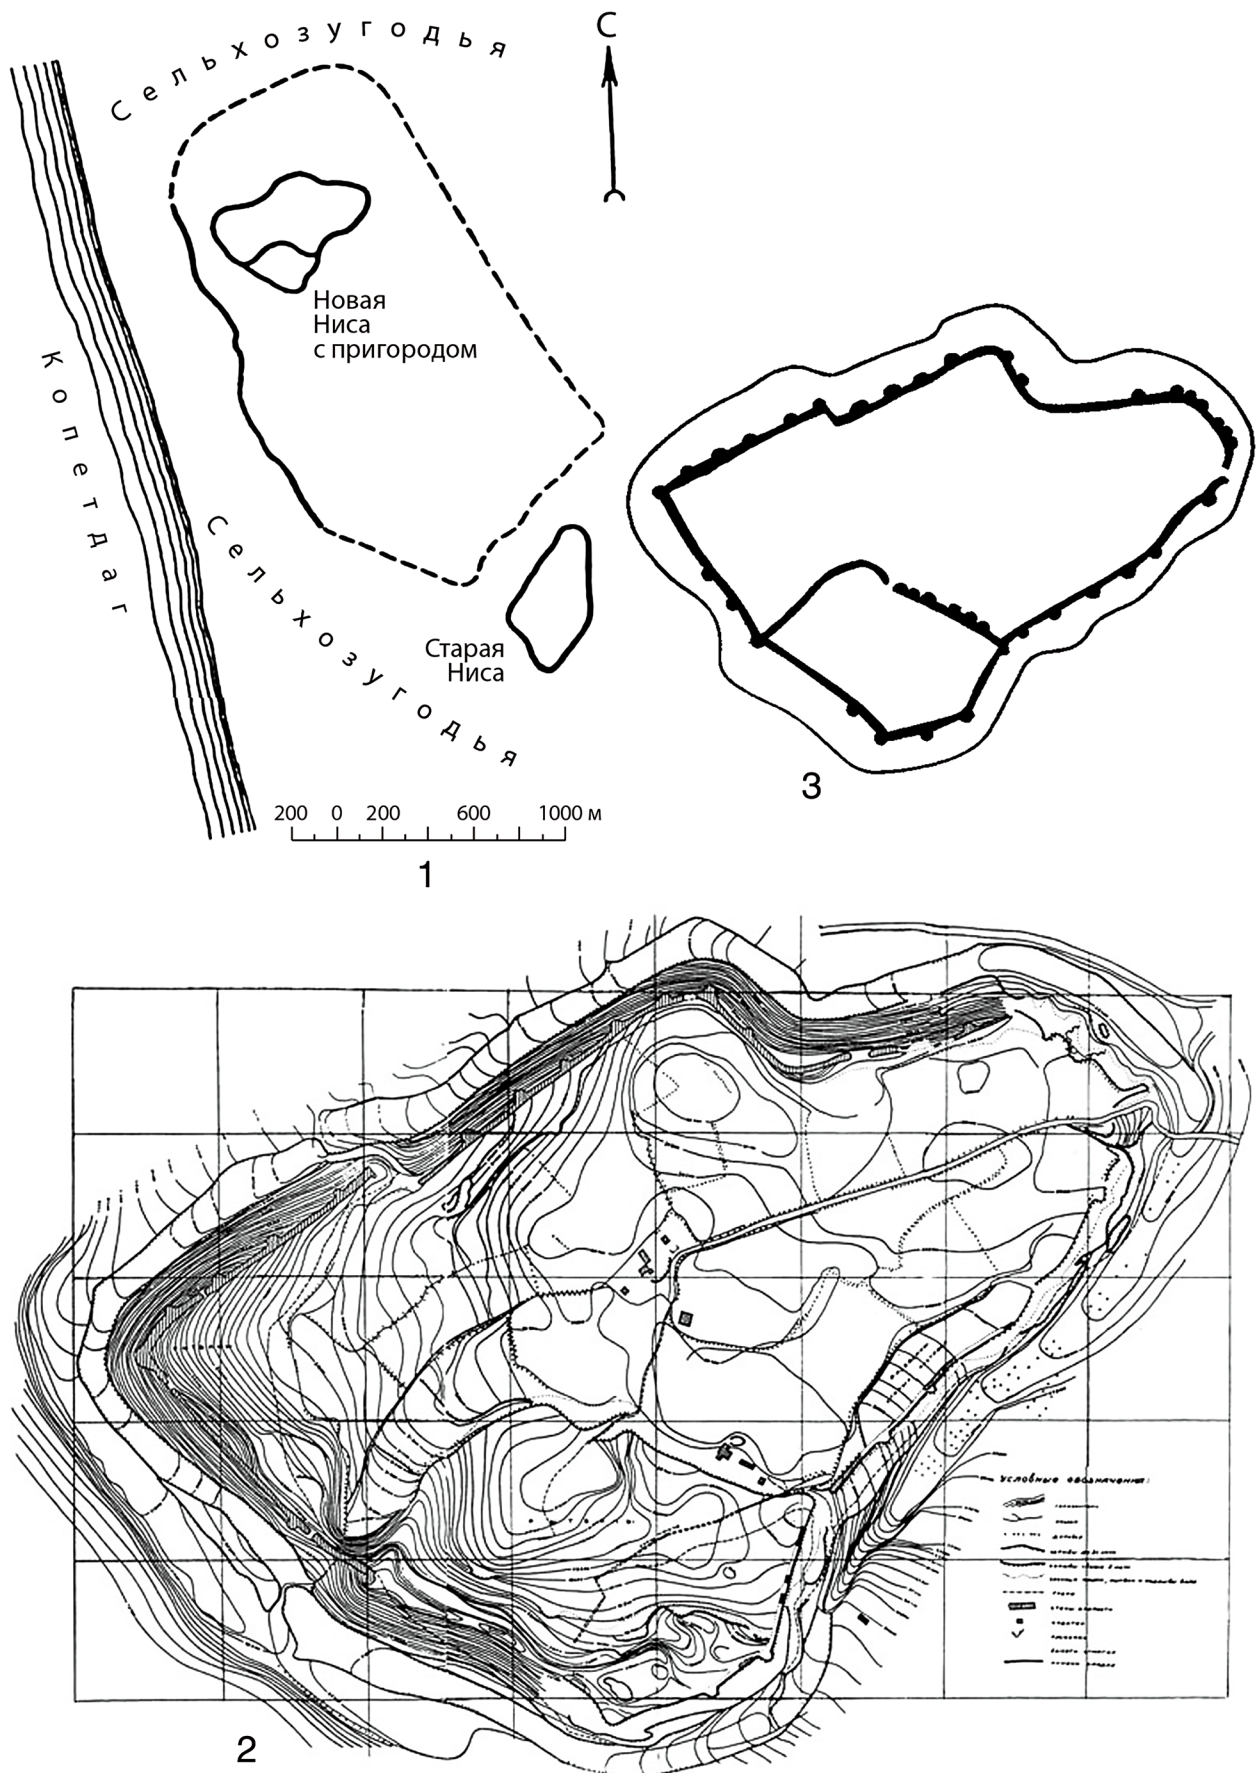 Сельхозугодья
С
Новая
Ниса
с пригородом
Копетдаг
Сельхозугодья
Старая
Ниса
200 0 200 600 1000 м
1
3
условные обозначения:
2